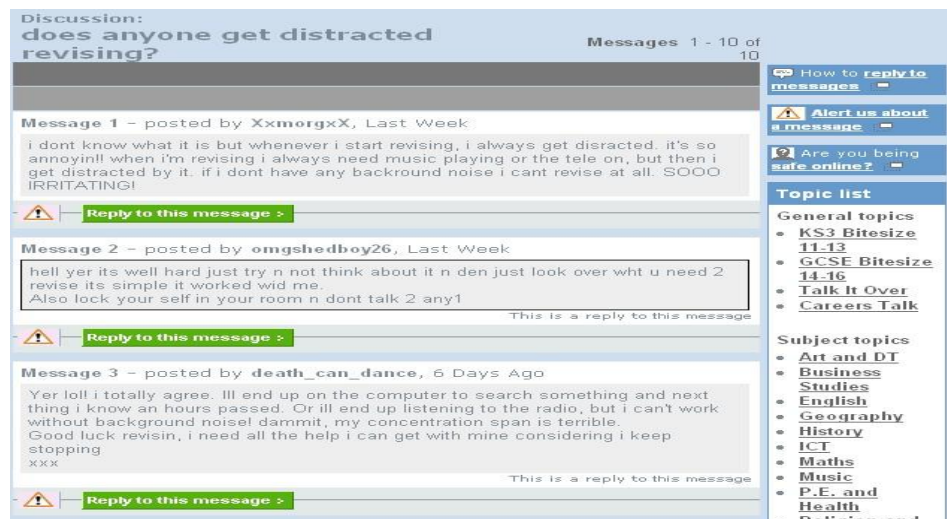 Discussion:
does anyone get distracted
revising?
Messages 1 - 10 of
10
Message 1 - posted by XxmorgxX, Last Week
i dont know what it is but whenever i start revising, i always get disracted. it's so
annoyin!! when i'm revising i always need music playing or the tele on, but then i
get distracted by it. if i dont have any backround noise i cant revise at all. SOOO
IRRITATING!
Reply to this message >
Message 2 - posted by omgshedboy26, Last Week
hell yer its well hard just try n not think about it n den just look over wht u need 2
revise its simple it worked wid me.
Also lock your self in your room n dont talk 2 any1
This is a reply to this message
Reply to this message >
Message 3 - posted by death_can_dance, 6 Days Ago
Yer lol! i totally agree. Ill end up on the computer to search something and next
thing i know an hours passed. Or ill end up listening to the radio, but i can't work
without background noise! dammit, my concentration span is terrible.
Good luck revisin, i need all the help i can get with mine considering i keep
stopping
xxx
This is a reply to this message
Reply to this message >
How to reply to
messages
Alert us about
a message
Are you being
safe online?
Topic list
General topics
KS3 Bitesize
11-13
GCSE Bitesize
14-16
Talk It Over
Careers Talk
Subject topics
Art and DT
Business
Studies
English
Geography
History
ICT
Maths
Music
P.E. and
Health